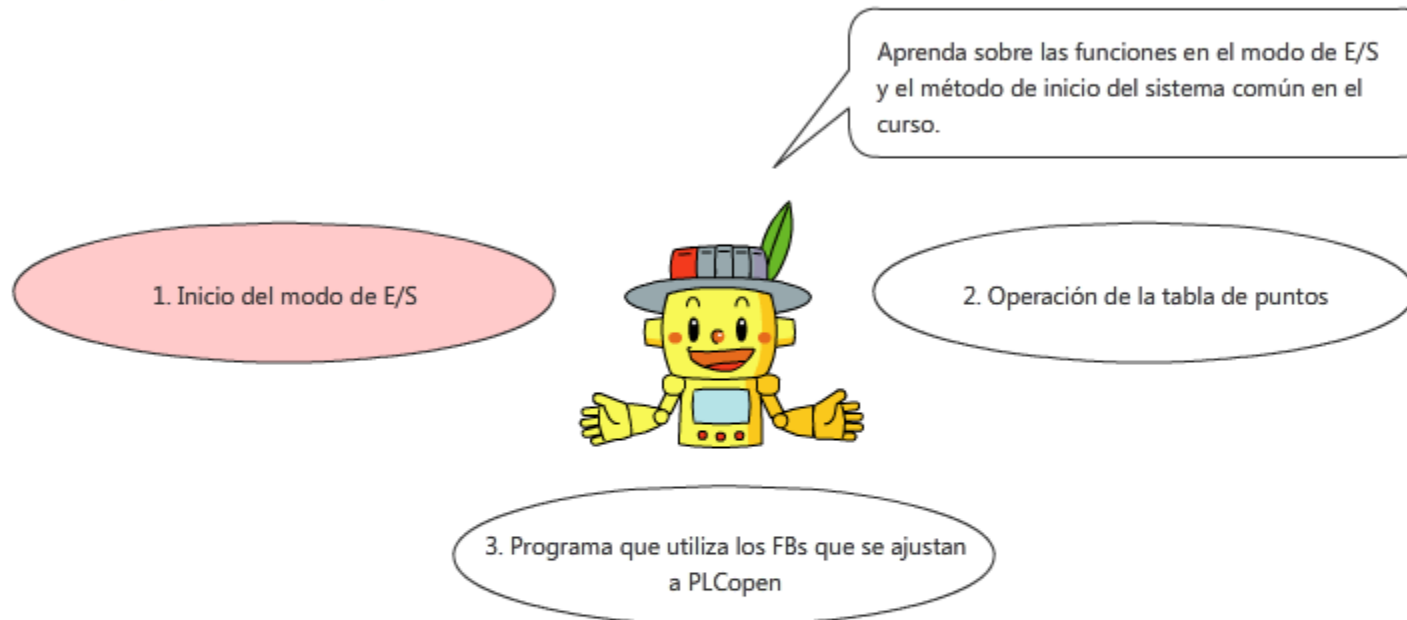 Aprenda sobre las funciones en el modo de E/S
y el método de inicio del sistema común en el
curso.
1. Inicio del modo de E/S
2. Operación de la tabla de puntos
3. Programa que utiliza los FBs que se ajustan
a PLCopen